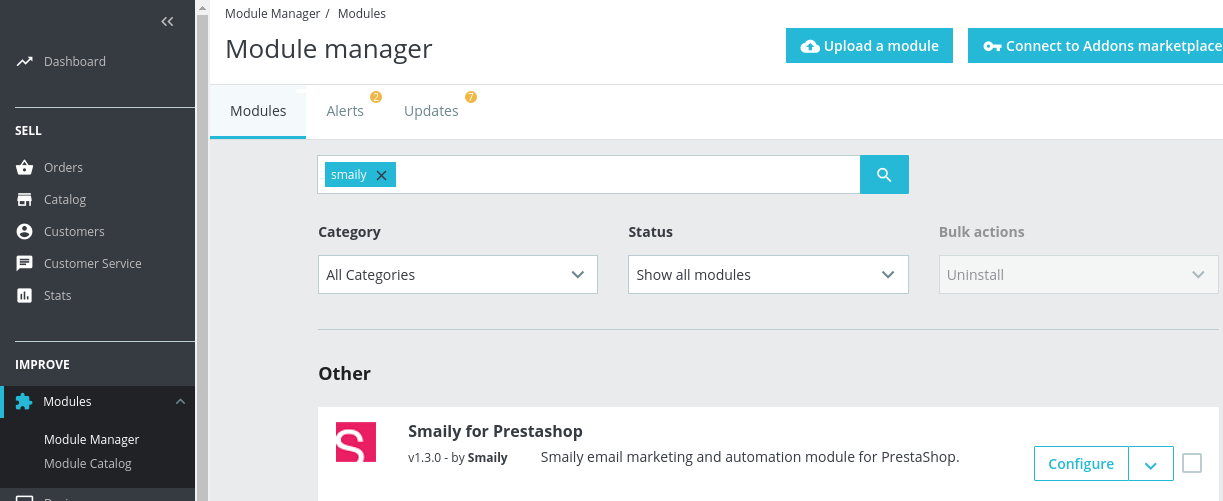 Module Manager / Modules
Module manager
Upload a module
Connect to Addons marketplace
Dashboard
SELL
Orders
Catalog
Customers
Customer Service
Stats
IMPROVE
Modules
Module Manager
Module Catalog
Modules
Alerts 2
Updates 7
smaily
Category
Status
Bulk actions
All Categories
Show all modules
Uninstall
Other
S
Smaily for Prestashop
v1.3.0 - by Smaily
Smaily email marketing and automation module for PrestaShop.
Configure